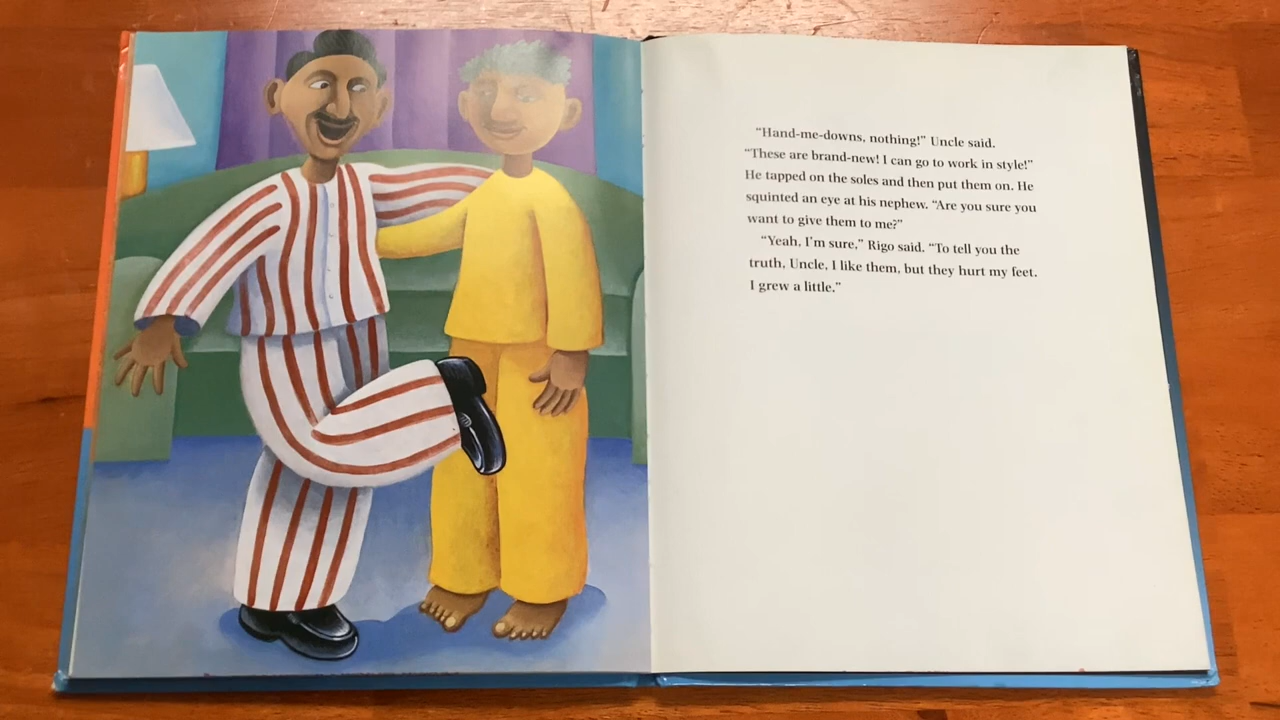 “Hand-me-downs, nothing!” Uncle said.
“These are brand-new! I can go to work in style!”
He tapped on the soles and then put them on. He
squinted an eye at his nephew. “Are you sure you
want to give them to me?”
“Yeah, I’m sure,” Rigo said. “To tell you the
truth, Uncle, I like them, but they hurt my feet.
I grew a little.”